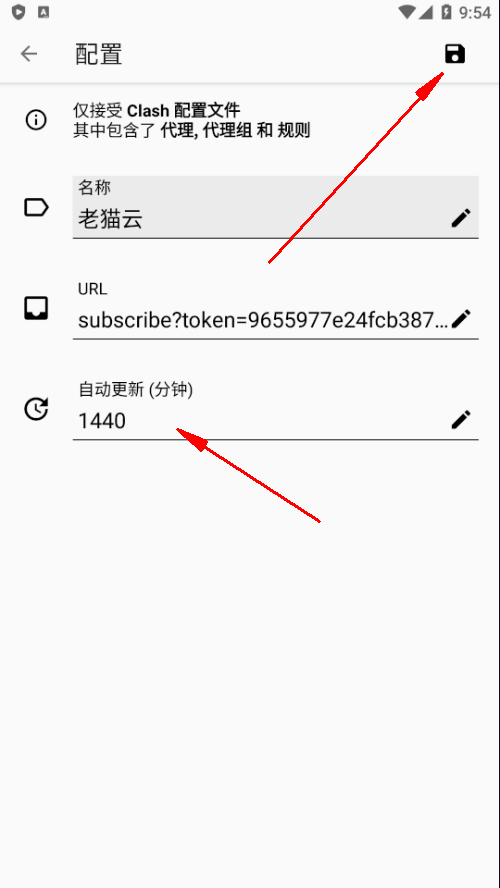 9:54
配置
仅接受 Clash 配置文件
其中包含了 代理, 代理组 和 规则
名称
老猫云
URL
subscribe?token=9655977e24fcb387...
自动更新 (分钟)
1440